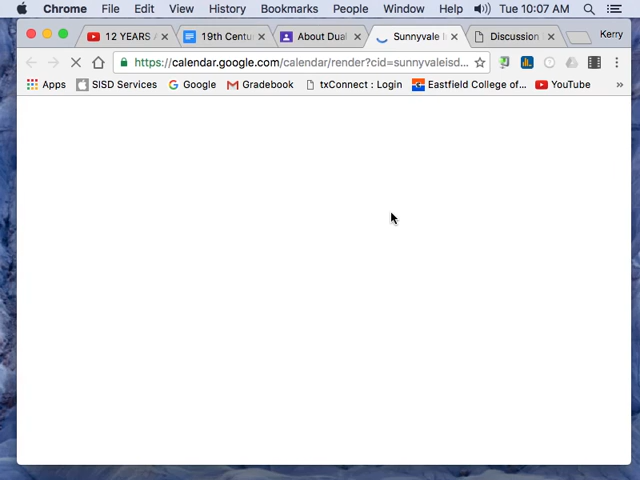 Chrome File Edit View History Bookmarks People Window Help Tue 10:07 AM
12 YEARS A 19th Centu About Dual Sunnyvale I Discussion Kerry
https://calendar.google.com/calendar/render?cid=sunnyvaleisd...
Apps SISD Services Google Gradebook txConnect : Login Eastfield College of... YouTube »